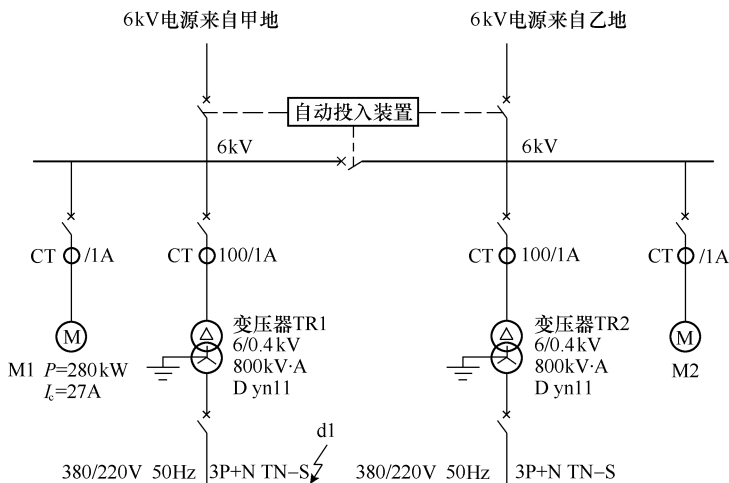 6kV电源来自甲地
6kV电源来自乙地
自动投入装置
6kV
6kV
CT /1A
CT 100/1A
CT 100/1A
CT /1A
M
M1 P=280kW
Ic=27A
变压器TR1
6/0.4kV
800kV·A
D yn11
变压器TR2
6/0.4kV
800kV·A
D yn11
M
M2
d1
380/220V 50Hz 3P+N TN-S
380/220V 50Hz 3P+N TN-S